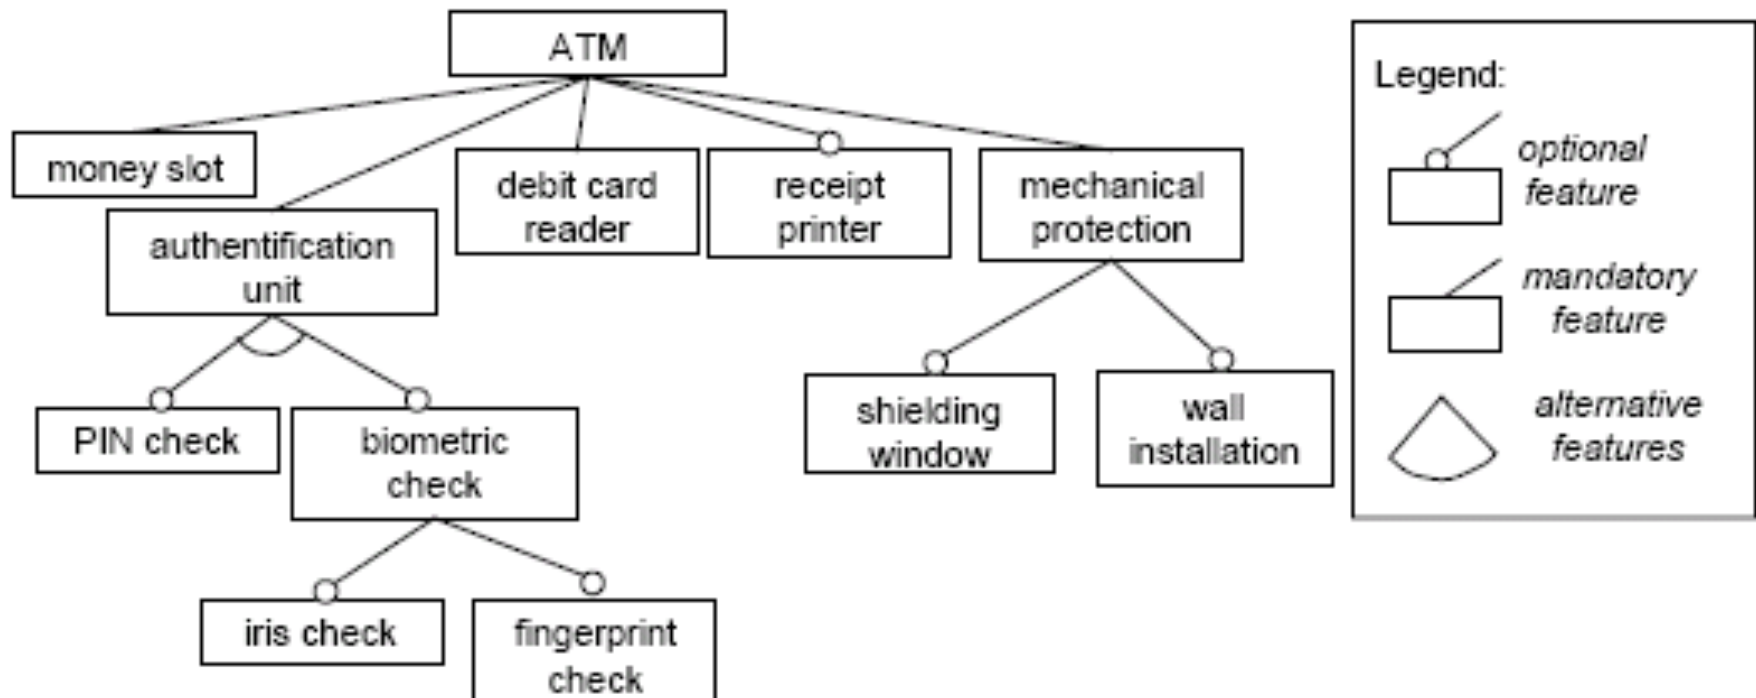 ATM
money slot
authentification
unit
debit card
reader
receipt
printer
mechanical
protection
PIN check
biometric
check
shielding
window
wall
installation
iris check
fingerprint
check
Legend:
optional
feature
mandatory
feature
alternative
features